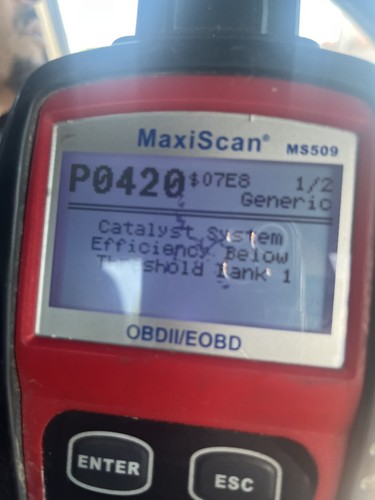 MaxiScan® MS509
P0420 $07E8 1/2
Generic
Catalyst System
Efficiency Below
Threshold Bank 1
OBDII/EOBD
ENTER ESC